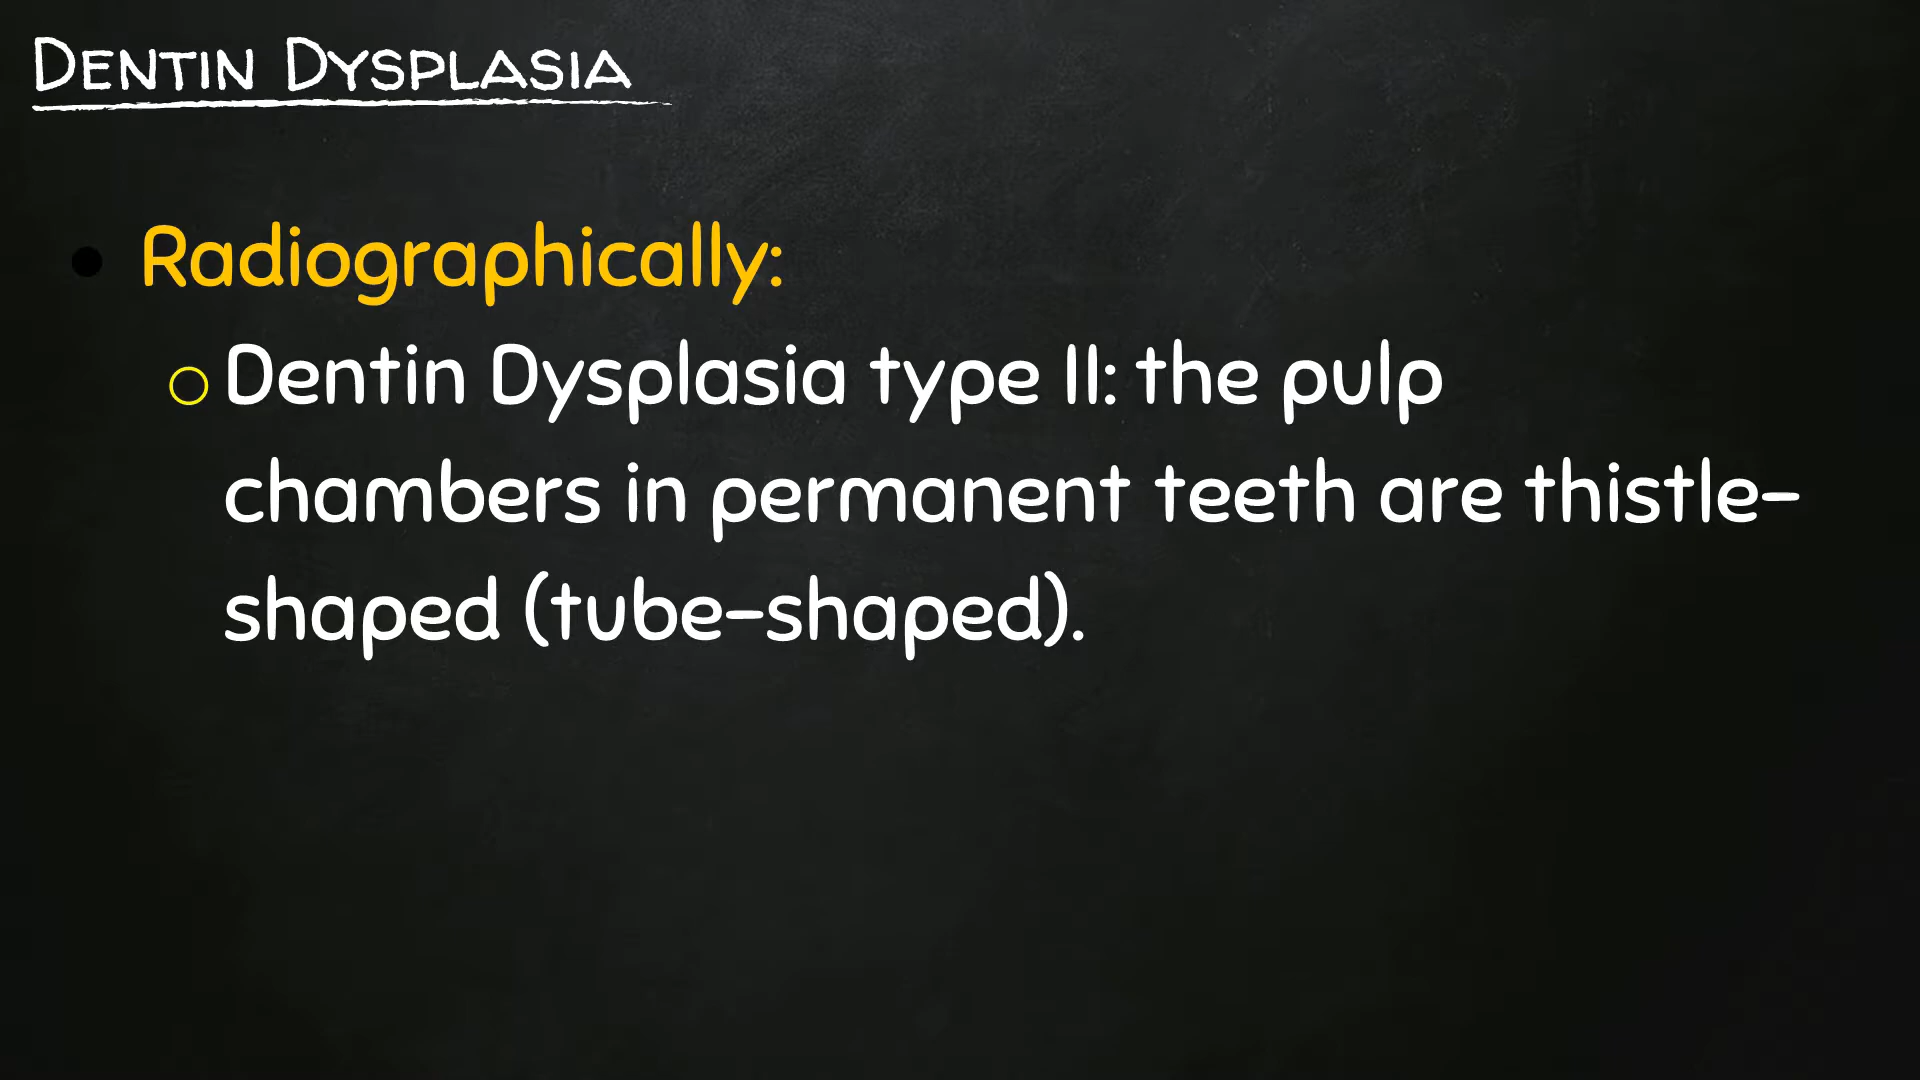 Dentin Dysplasia
• Radiographically:
o Dentin Dysplasia type II: the pulp
chambers in permanent teeth are thistle-
shaped (tube-shaped).